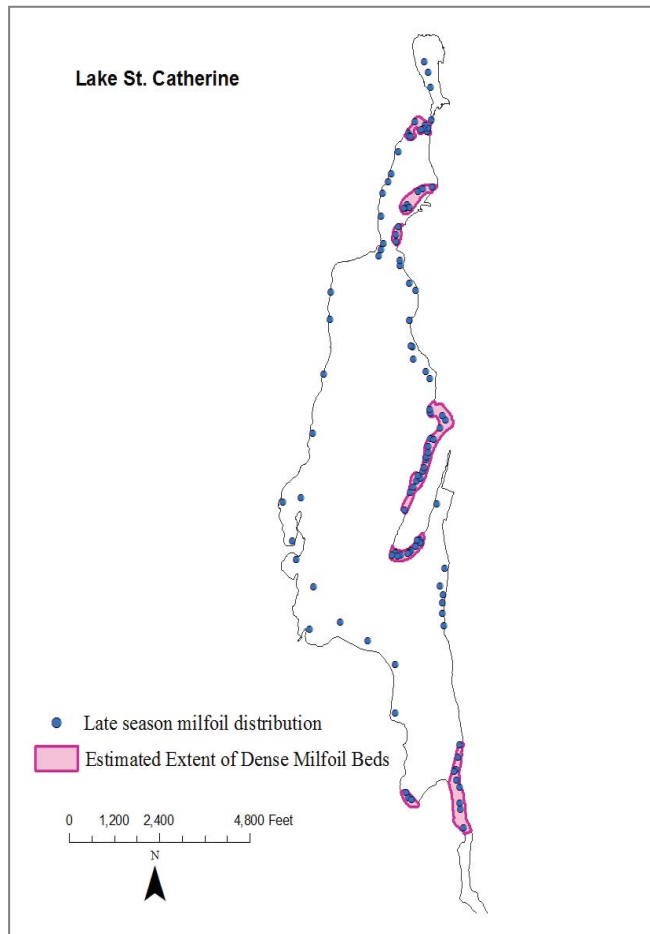 Lake St. Catherine
Late season milfoil distribution
Estimated Extent of Dense Milfoil Beds
0 1,200 2,400 4,800 Feet
N